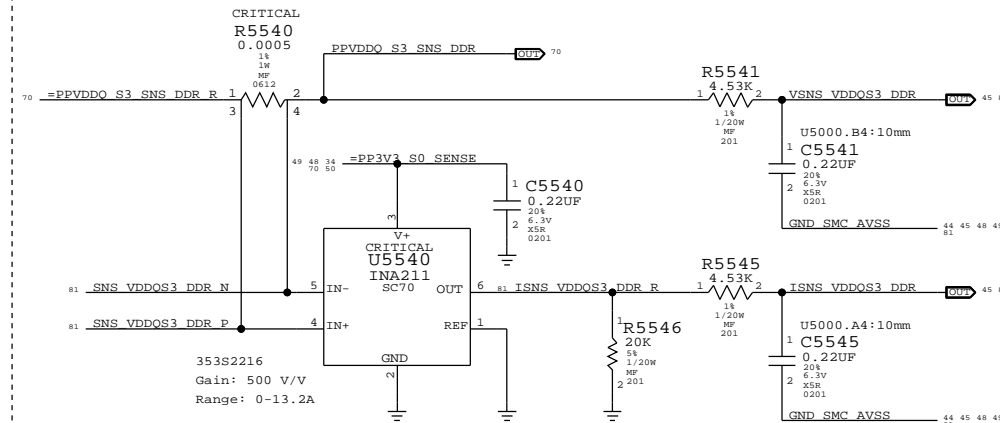 CRITICAL
R5540
0.0005
1%
1W
MF
0612
PPVDDQ_S3_SNS_DDR
OUT
70
70
=PPVDDQ_S3_SNS_DDR_R
1
2
3
4
R5541
4.53K
1
2
1%
1/20W
MF
201
VSNS_VDDQS3_DDR
OUT
45
U5000.B4:10mm
1
C5541
0.22UF
20%
6.3V
X5R
0201
2
GND_SMC_AVSS
44 45 48 49
81
49 48 34
70 50
=PP3V3_S0_SENSE
1
C5540
0.22UF
20%
6.3V
X5R
0201
2
3
V+
CRITICAL
U5540
INA211
SC70
81
SNS_VDDQS3_DDR_N
5
IN-
OUT
6
81
ISNS_VDDQS3_DDR_R
R5545
4.53K
1
2
1%
1/20W
MF
201
ISNS_VDDQS3_DDR
OUT
45
81
SNS_VDDQS3_DDR_P
4
IN+
REF
1
GND
2
1
R5546
20K
5%
1/20W
MF
201
2
U5000.A4:10mm
1
C5545
0.22UF
20%
6.3V
X5R
0201
2
GND_SMC_AVSS
44 45 48 49
353S2216
Gain: 500 V/V
Range: 0-13.2A